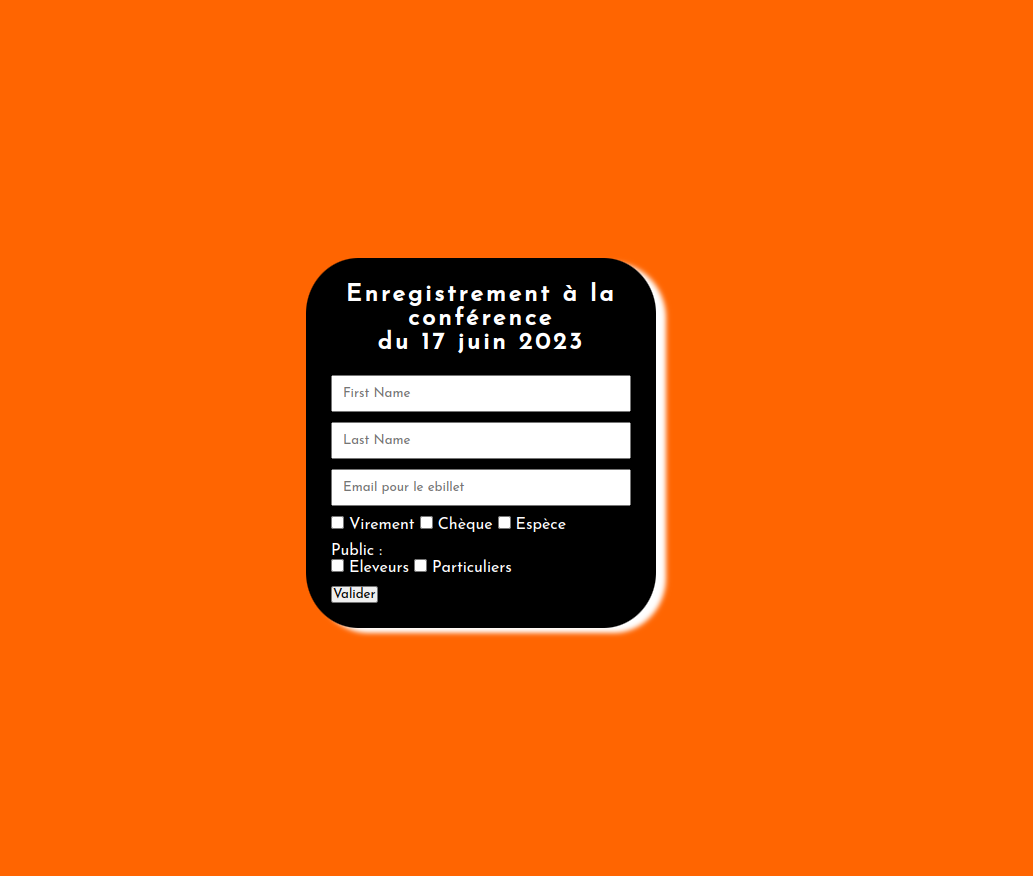 Enregistrement à la
conférence
du 17 juin 2023
First Name
Last Name
Email pour le ebillet
Virement Chèque Espèce
Public :
Eleveurs Particuliers
Valider